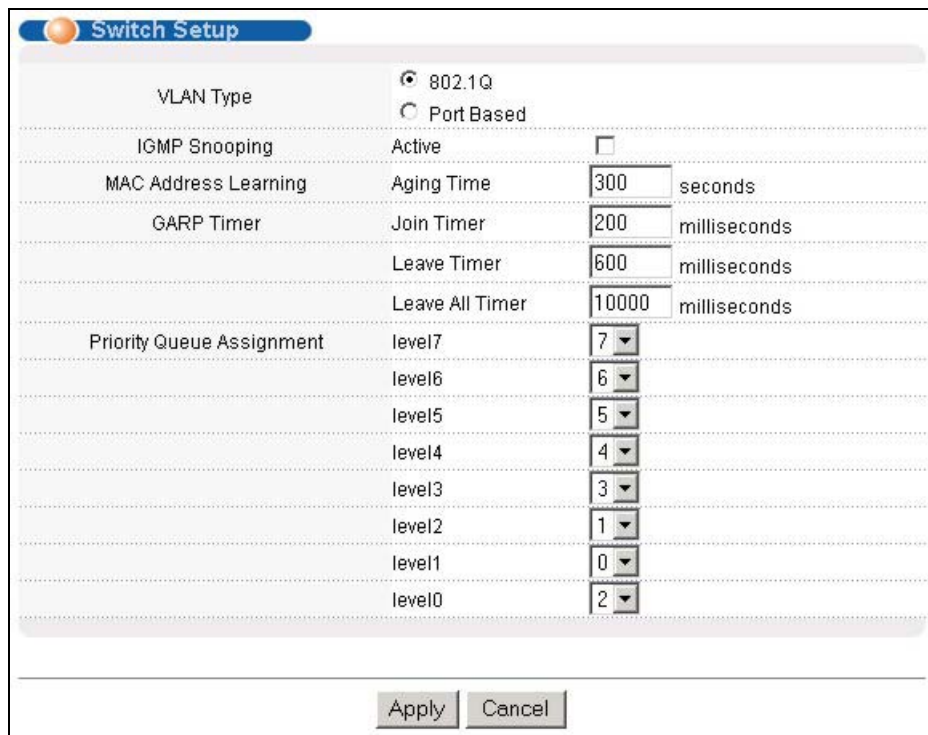 Switch Setup
VLAN Type
802.1Q
Port Based
IGMP Snooping Active
MAC Address Learning Aging Time 300 seconds
GARP Timer Join Timer 200 milliseconds
Leave Timer 600 milliseconds
Leave All Timer 10000 milliseconds
Priority Queue Assignment level7 7
level6 6
level5 5
level4 4
level3 3
level2 1
level1 0
level0 2
Apply Cancel